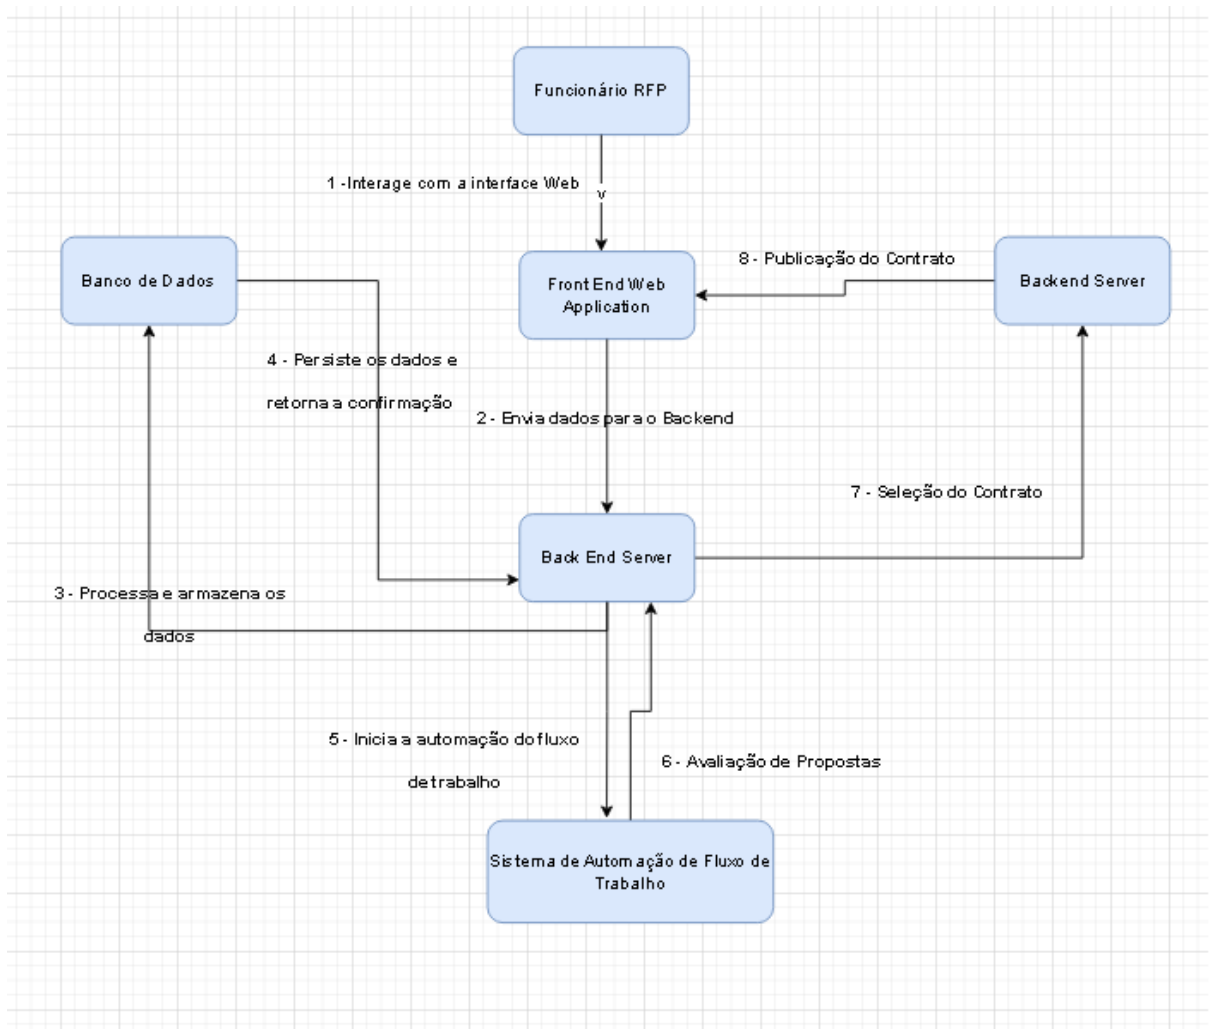 Funcionário RFP
1 -Interage com a interface Web
v
Banco de Dados
Front End Web
Application
8 - Publicação do Contrato
Backend Server
4 - Persiste os dados e
retorna a confirmação
2 - Envia dados para o Backend
7 - Seleção do Contrato
Back End Server
3 - Processa e armazena os
dados
5 - Inicia a automação do fluxo
de trabalho
6 - Avaliação de Propostas
Sistema de Automação de Fluxo de
Trabalho